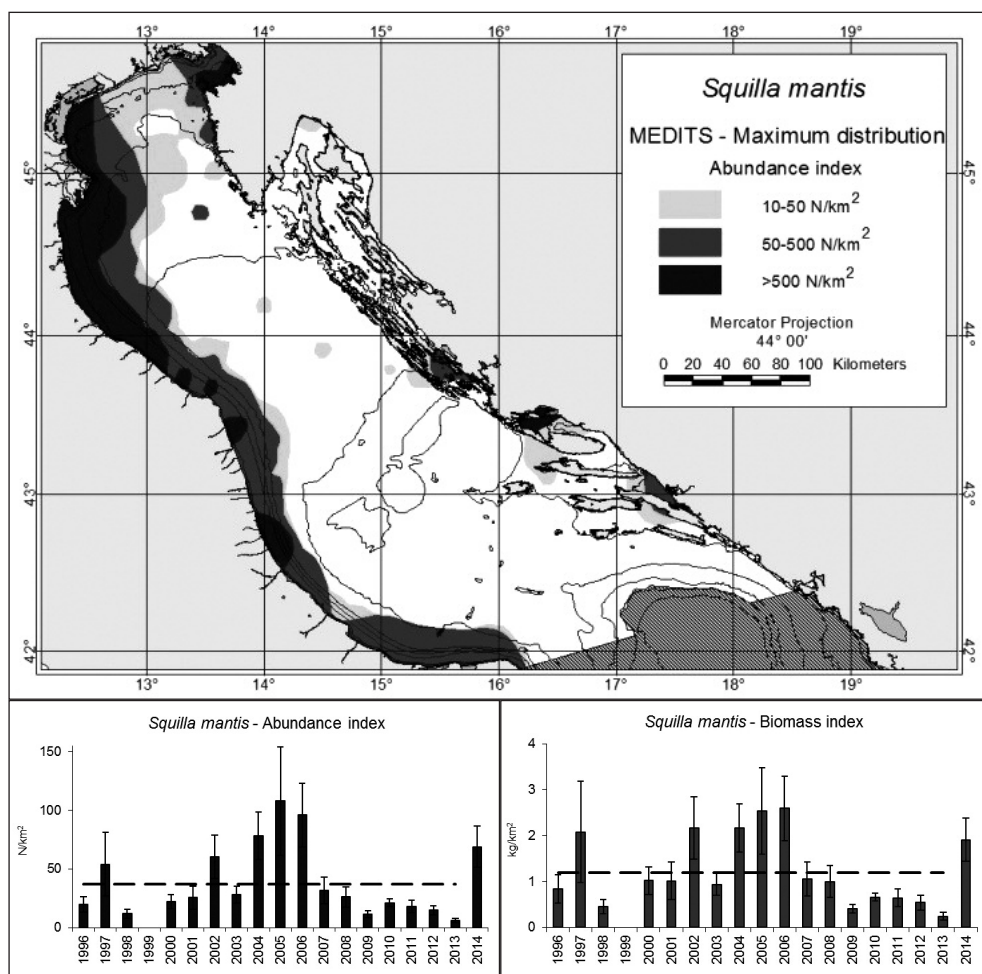 13° 14° 15° 16° 17° 18° 19°
Squilla mantis
MEDITS - Maximum distribution
Abundance index
10-50 N/km²
50-500 N/km²
>500 N/km²
Mercator Projection
44° 00'
0 20 40 60 80 100 Kilometers
45° 45°
44° 44°
43° 43°
42° 42°
13° 14° 15° 16° 17° 18° 19°
Squilla mantis - Abundance index
150
100
50
0
N/km²
1996 1997 1998 1999 2000 2001 2002 2003 2004 2005 2006 2007 2008 2009 2010 2011 2012 2013 2014
Squilla mantis - Biomass index
4
3
2
1
0
kg/km²
1996 1997 1998 1999 2000 2001 2002 2003 2004 2005 2006 2007 2008 2009 2010 2011 2012 2013 2014